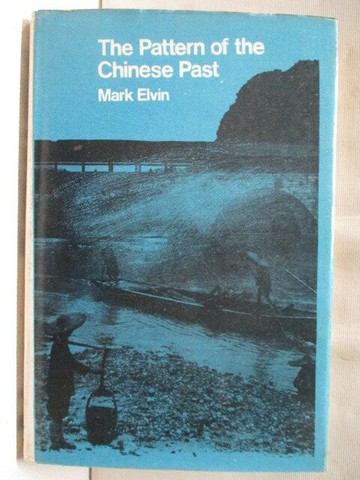 The Pattern of the
Chinese Past
Mark Elvin